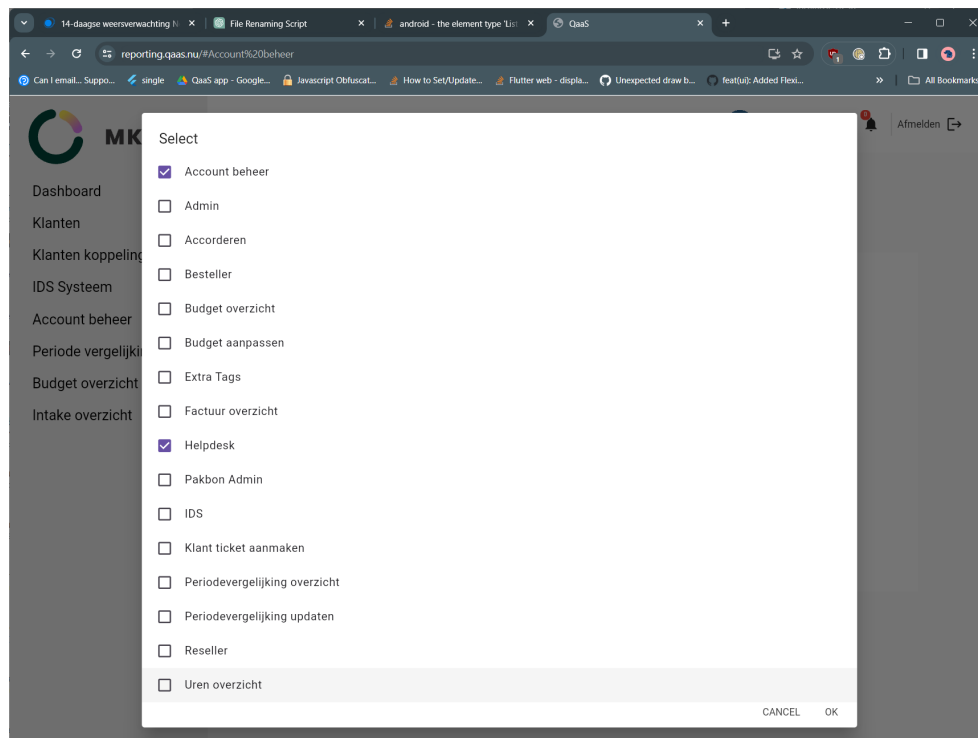 14-daagse weersverwachting N
File Renaming Script
android - the element type 'List
QaaS
reporting.qaas.nu/#Account%20beheer
Can I email... Suppo...
single
QaaS app - Google...
Javascript Obfuscat...
How to Set/Update...
Flutter web - displa...
Unexpected draw b...
feat(ui): Added Flexi...
»
All Bookmarks
MK
0
Afmelden
Dashboard
Klanten
Klanten koppeling
IDS Systeem
Account beheer
Periode vergelijki
Budget overzicht
Intake overzicht
Select
Account beheer
Admin
Accorderen
Besteller
Budget overzicht
Budget aanpassen
Extra Tags
Factuur overzicht
Helpdesk
Pakbon Admin
IDS
Klant ticket aanmaken
Periodevergelijking overzicht
Periodevergelijking updaten
Reseller
Uren overzicht
CANCEL OK